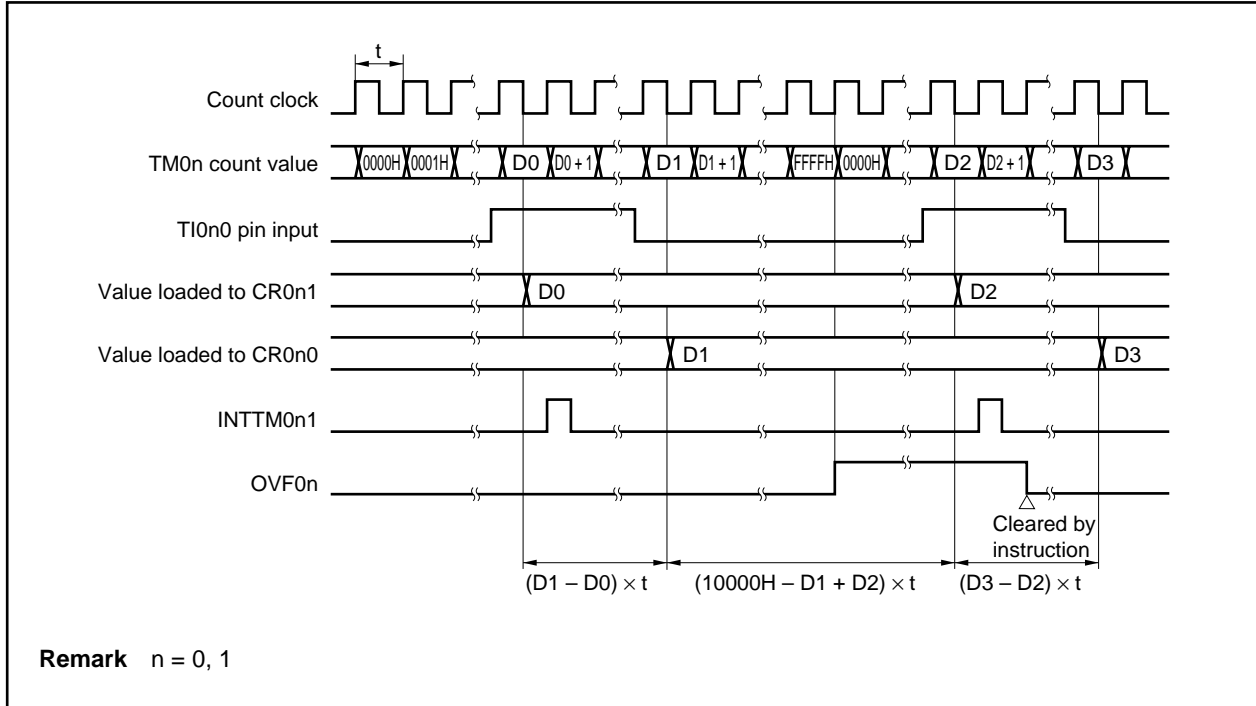 t
Count clock
TM0n count value
0000H 0001H D0 D0 + 1 D1 D1 + 1 FFFFH 0000H D2 D2 + 1 D3
TI0n0 pin input
Value loaded to CR0n1
D0 D2
Value loaded to CR0n0
D1 D3
INTTM0n1
OVF0n
Cleared by
instruction
(D1 – D0) × t (10000H – D1 + D2) × t (D3 – D2) × t
Remark n = 0, 1